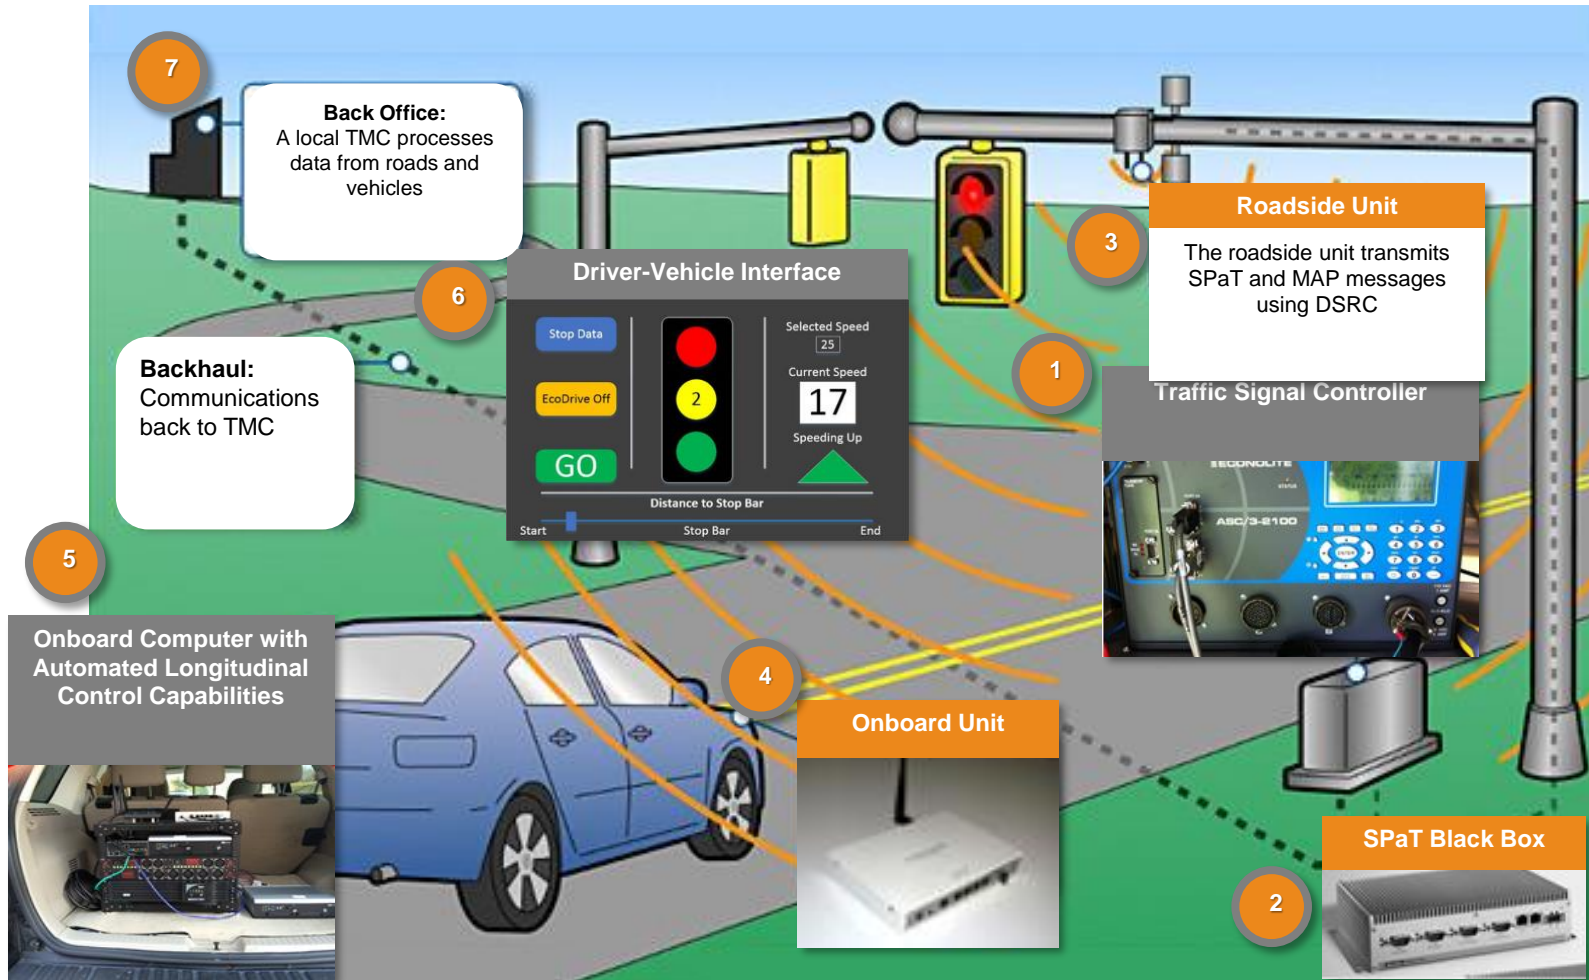 7
Back Office:
A local TMC processes
data from roads and
vehicles
3
Roadside Unit
The roadside unit transmits
SPaT and MAP messages
using DSRC
6
Driver-Vehicle Interface
Stop Data
EcoDrive Off
GO
2
Selected Speed
25
Current Speed
17
Speeding Up
Distance to Stop Bar
Start
Stop Bar
End
Backhaul:
Communications
back to TMC
1
Traffic Signal Controller
ECONOLITE
ASC/3-2100
ENTER
5
Onboard Computer with
Automated Longitudinal
Control Capabilities
4
Onboard Unit
2
SPaT Black Box